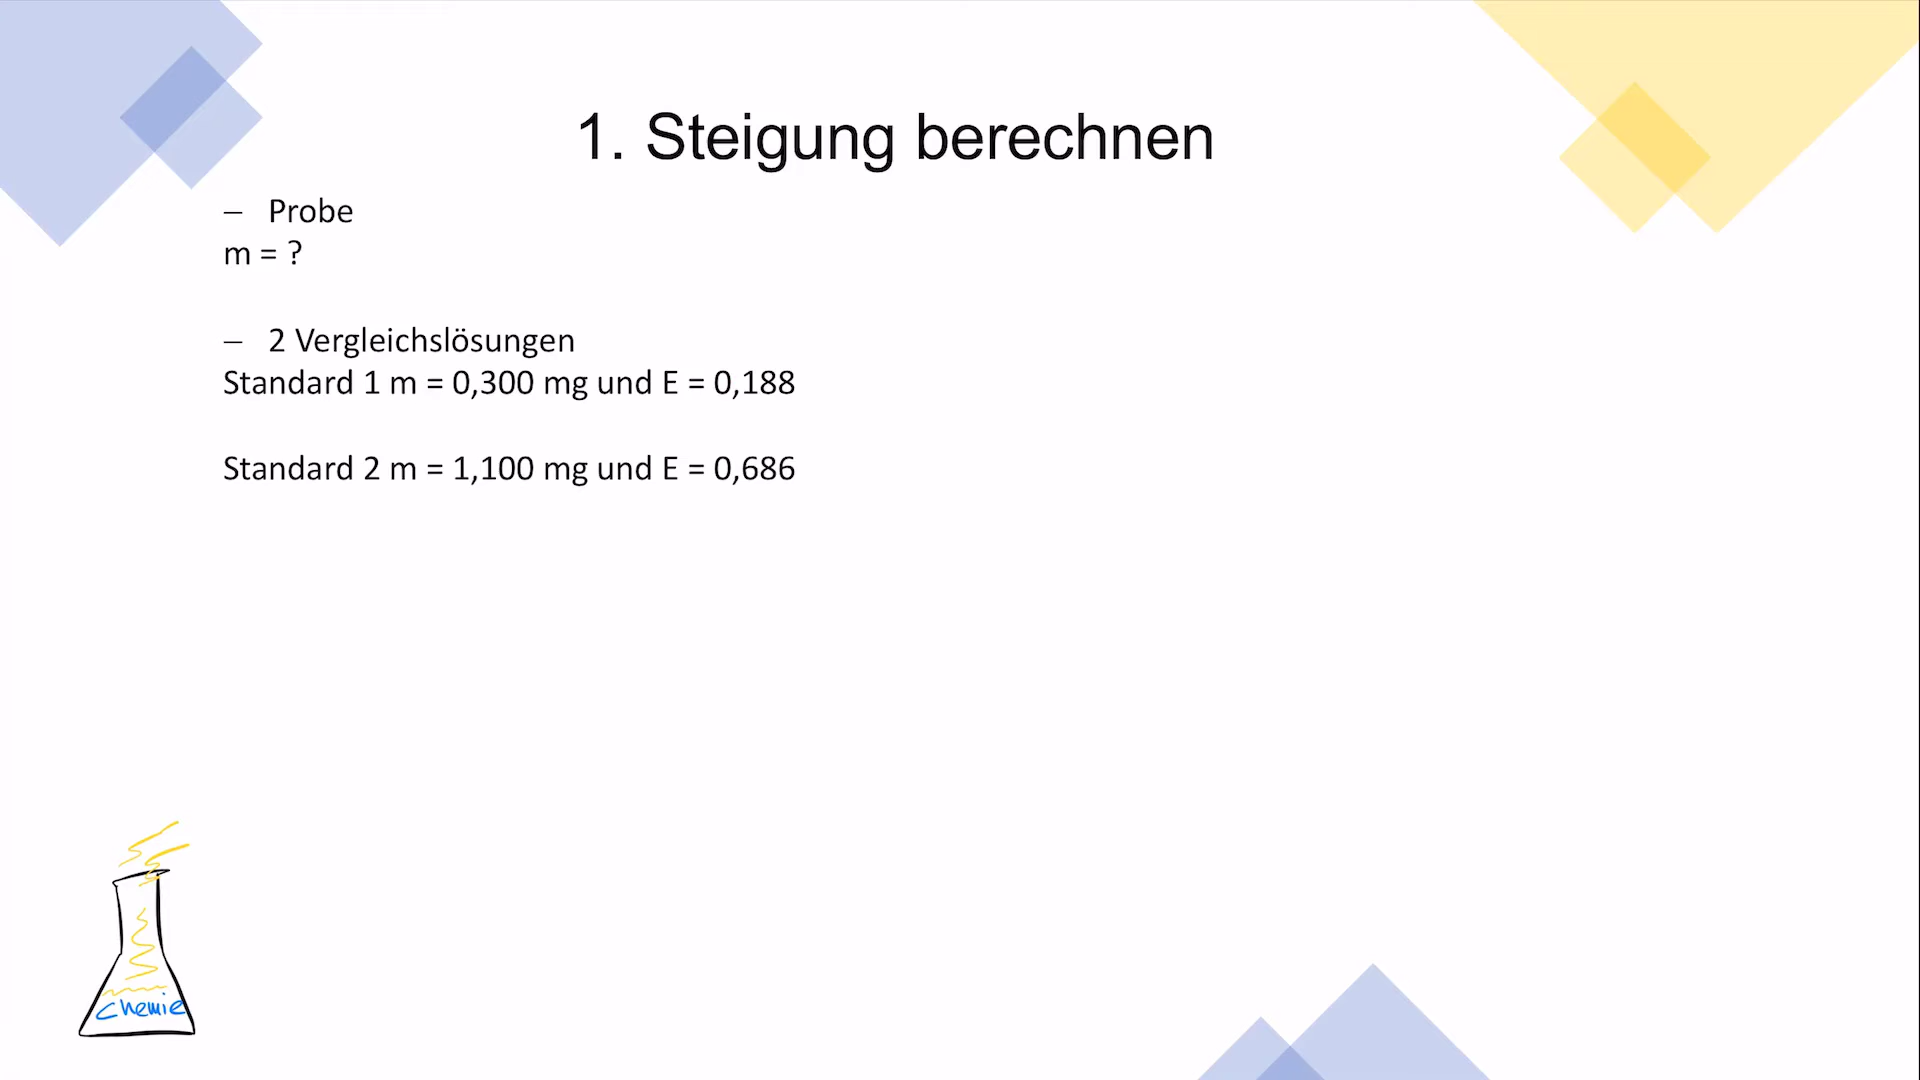 1. Steigung berechnen
– Probe
m = ?
– 2 Vergleichslösungen
Standard 1 m = 0,300 mg und E = 0,188
Standard 2 m = 1,100 mg und E = 0,686
chemie